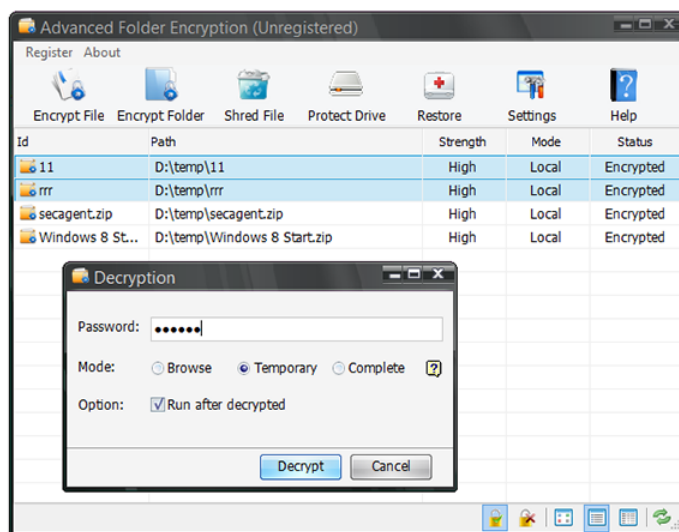 Advanced Folder Encryption (Unregistered)
Register About
Encrypt File Encrypt Folder Shred File Protect Drive Restore Settings Help
Id Path Strength Mode Status
11 D:\temp\11 High Local Encrypted
rrr D:\temp\rrr High Local Encrypted
secagent.zip D:\temp\secagent.zip High Local Encrypted
Windows 8 St... D:\temp\Windows 8 Start.zip High Local Encrypted
Decryption
Password: ●●●●●●
Mode: Browse Temporary Complete ?
Option: Run after decrypted
Decrypt Cancel